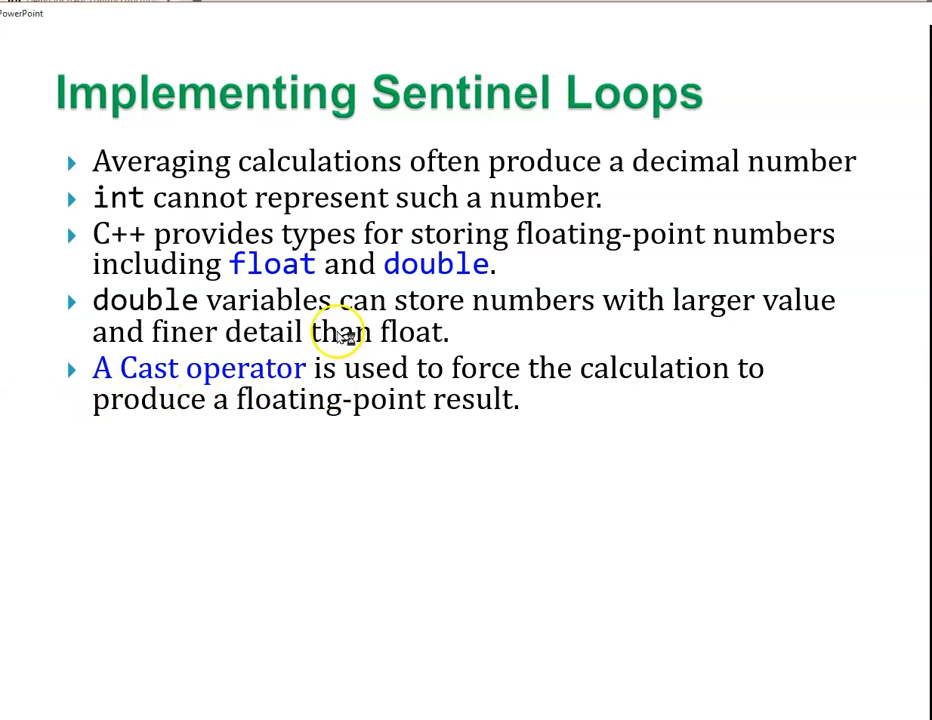 PowerPoint
Implementing Sentinel Loops
Averaging calculations often produce a decimal number
int cannot represent such a number.
C++ provides types for storing floating-point numbers
including float and double.
double variables can store numbers with larger value
and finer detail than float.
A Cast operator is used to force the calculation to
produce a floating-point result.